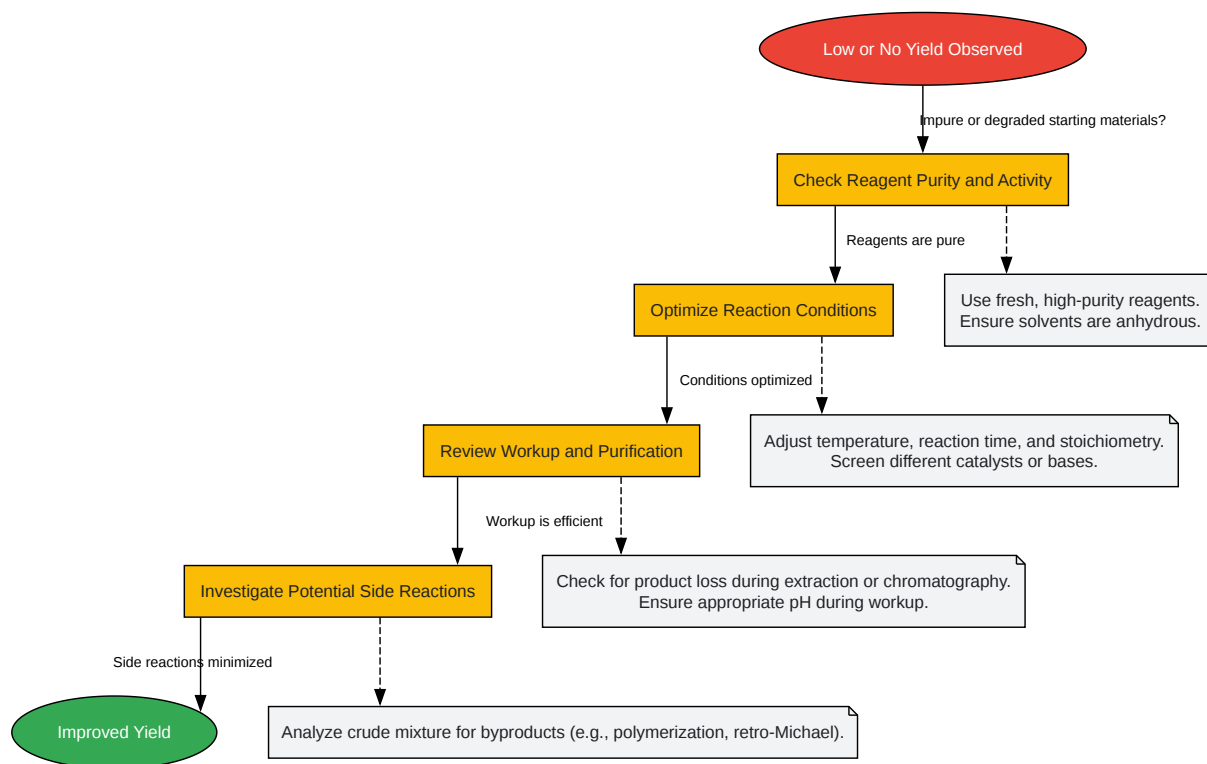 Low or No Yield Observed
Impure or degraded starting materials?
Check Reagent Purity and Activity
Reagents are pure
Use fresh, high-purity reagents.
Ensure solvents are anhydrous.
Optimize Reaction Conditions
Conditions optimized
Adjust temperature, reaction time, and stoichiometry.
Screen different catalysts or bases.
Review Workup and Purification
Workup is efficient
Check for product loss during extraction or chromatography.
Ensure appropriate pH during workup.
Investigate Potential Side Reactions
Side reactions minimized
Improved Yield
Analyze crude mixture for byproducts (e.g., polymerization, retro-Michael).